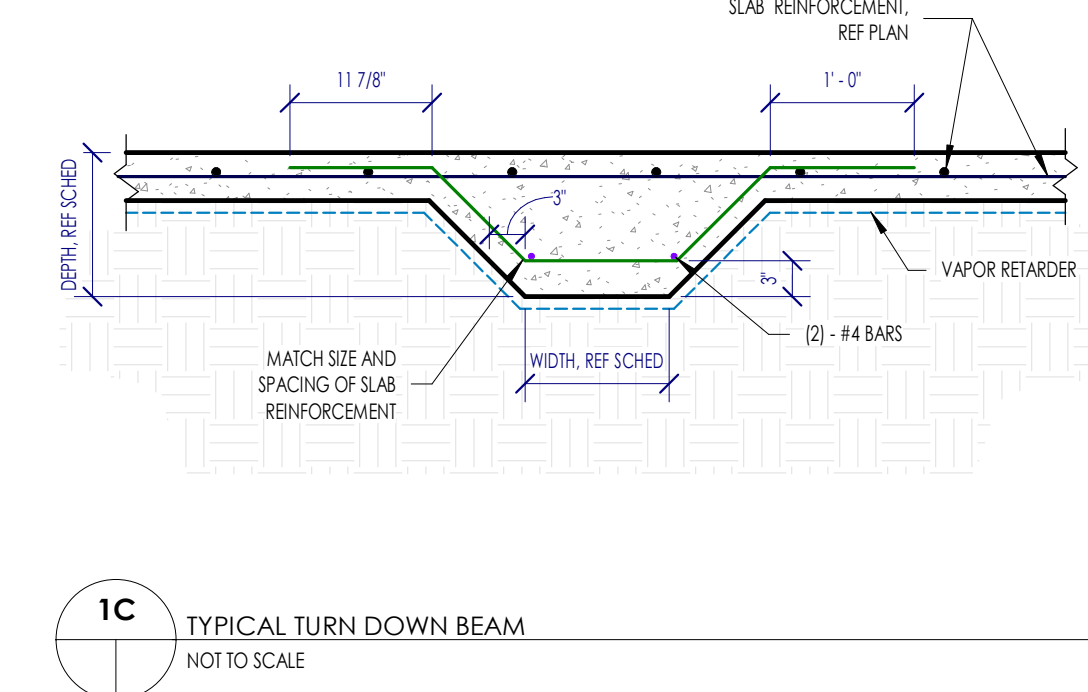 SLAB REINFORCEMENT,
REF PLAN
11 7/8"
1' - 0"
DEPTH, REF SCHED
3"
3"
VAPOR RETARDER
(2) - #4 BARS
MATCH SIZE AND
SPACING OF SLAB
REINFORCEMENT
WIDTH, REF SCHED
1C
TYPICAL TURN DOWN BEAM
NOT TO SCALE